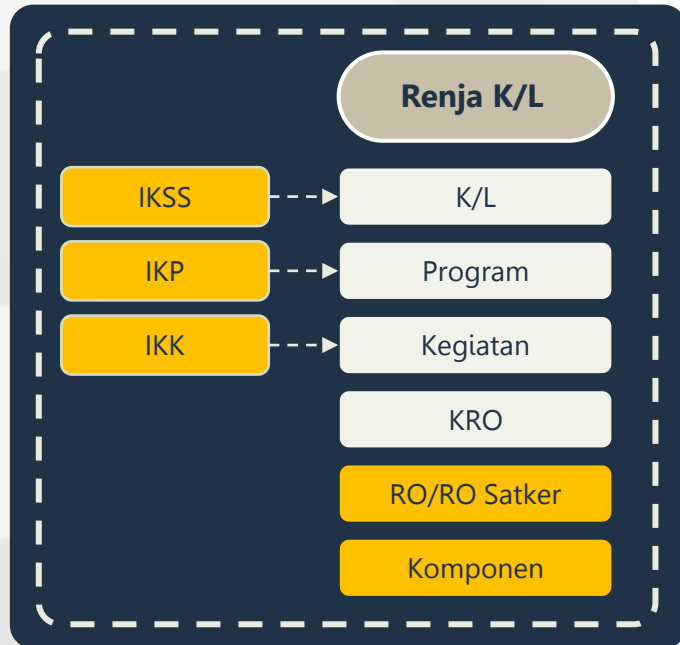 Renja K/L
IKSS
K/L
IKP
Program
IKK
Kegiatan
KRO
RO/RO Satker
Komponen